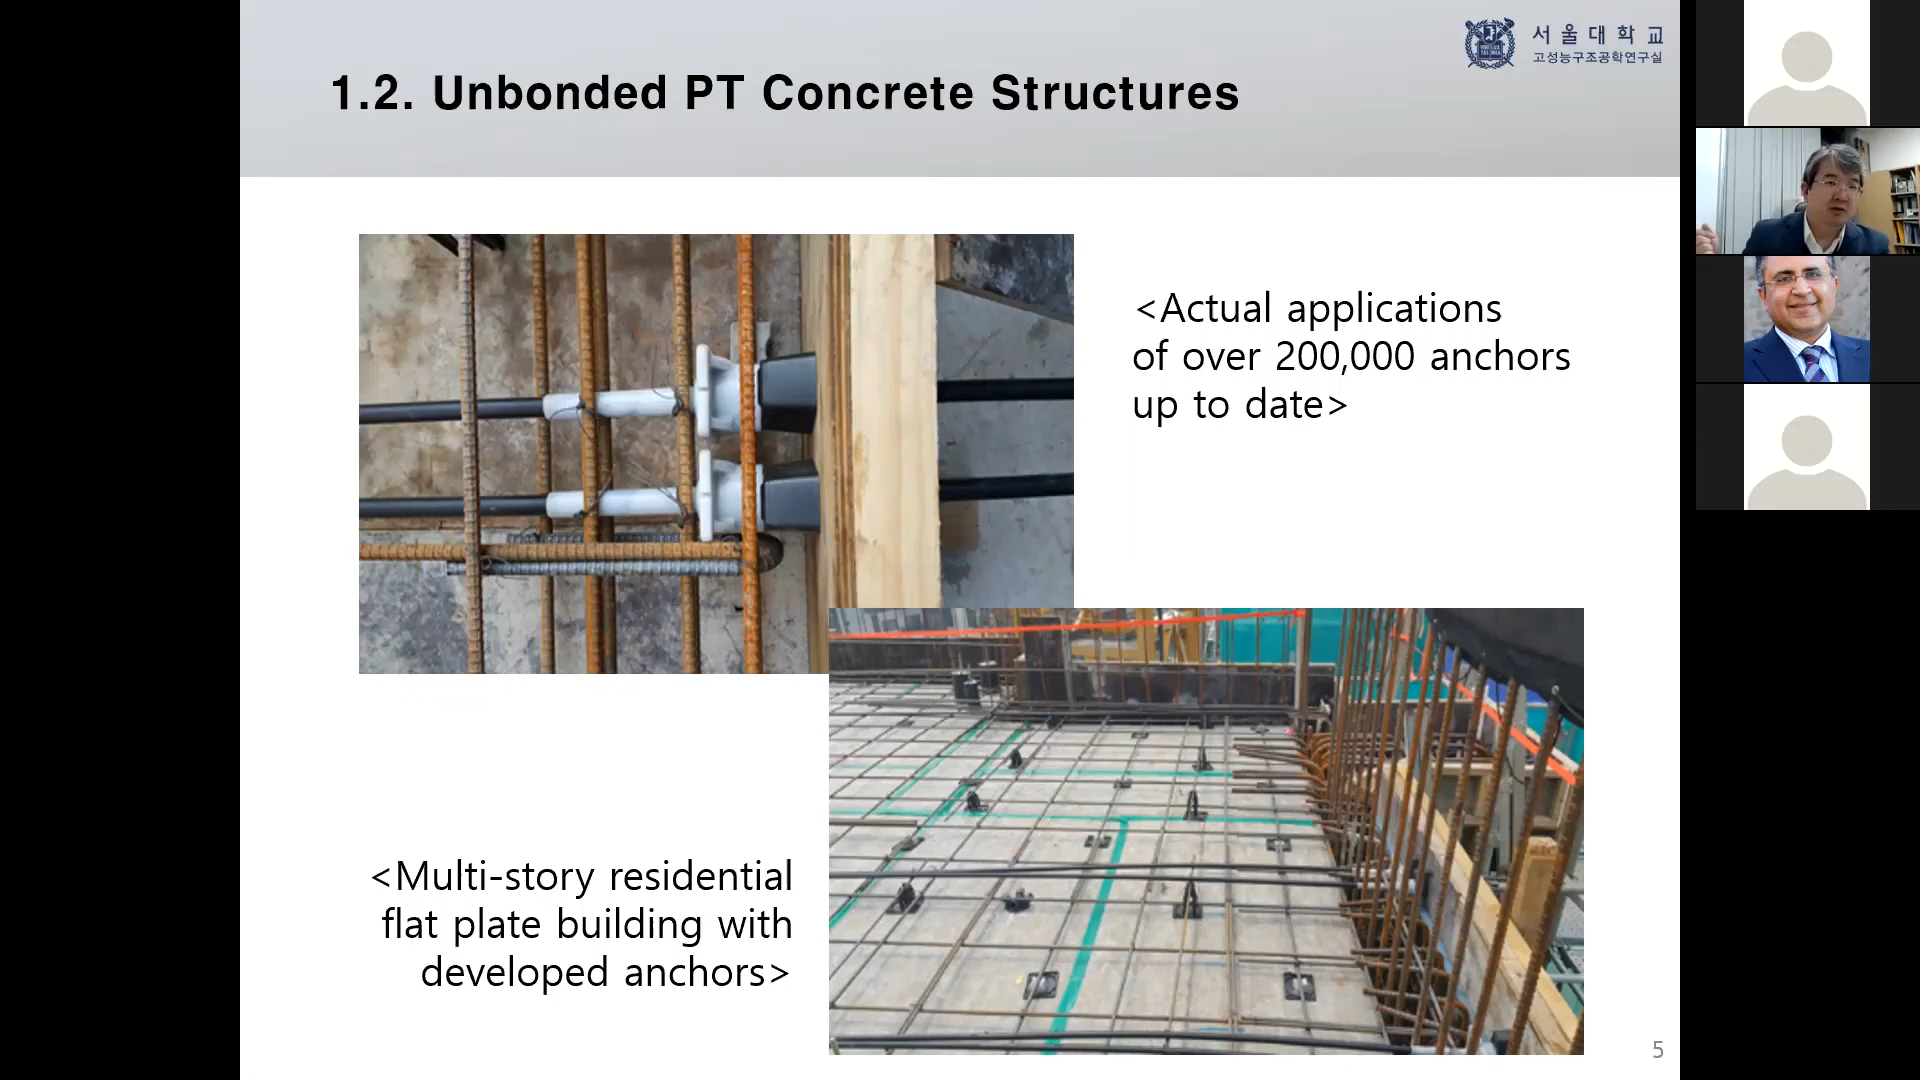 서울대학교
고성능구조공학연구실
1.2. Unbonded PT Concrete Structures
<Actual applications
of over 200,000 anchors
up to date>
<Multi-story residential
flat plate building with
developed anchors>
5